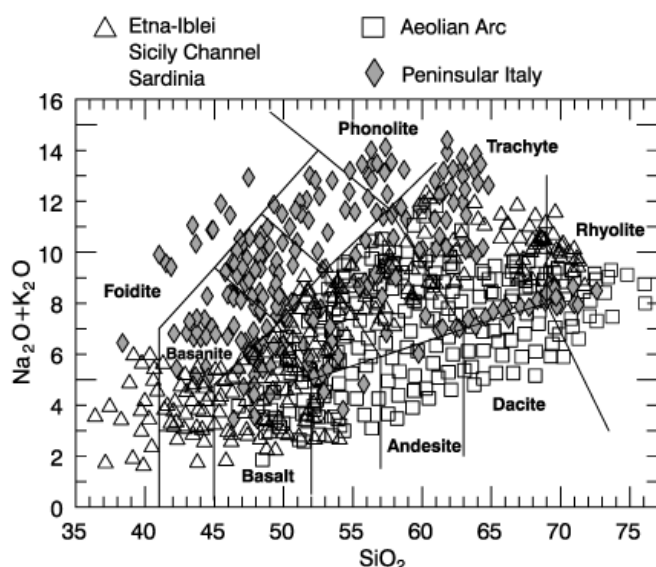 Etna-Iblei
Sicily Channel
Sardinia
Aeolian Arc
Peninsular Italy
16
14
12
10
8
6
4
2
0
Na2O+K2O
Phonolite
Trachyte
Rhyolite
Foidite
Basanite
Dacite
Andesite
Basalt
35 40 45 50 55 60 65 70 75
SiO2